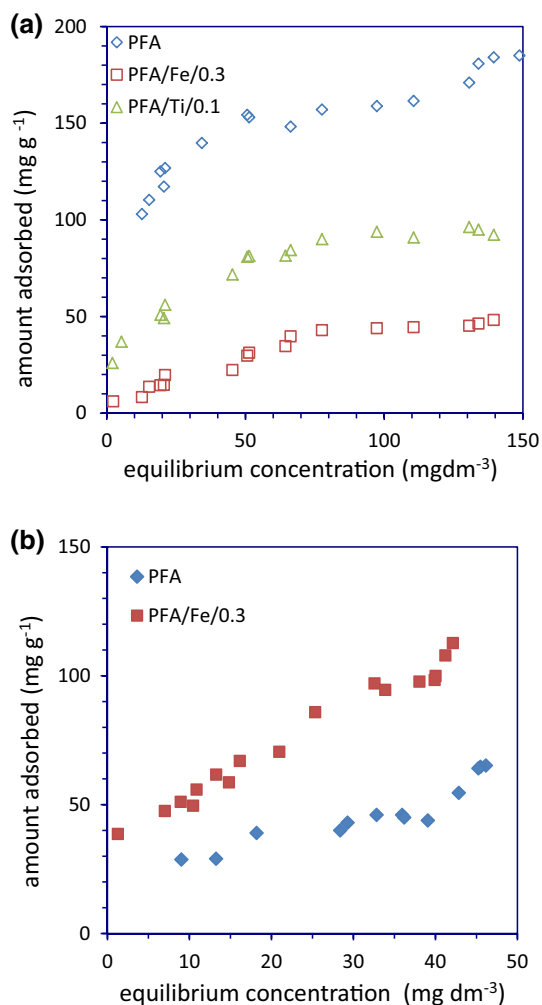 (a)
200
PFA
PFA/Fe/0.3
PFA/Ti/0.1
150
100
50
0
amount adsorbed (mg g⁻¹)
0 50 100 150
equilibrium concentration (mgdm⁻³)
(b)
150
PFA
PFA/Fe/0.3
100
50
0
amount adsorbed (mg g⁻¹)
0 10 20 30 40 50
equilibrium concentration (mg dm⁻³)